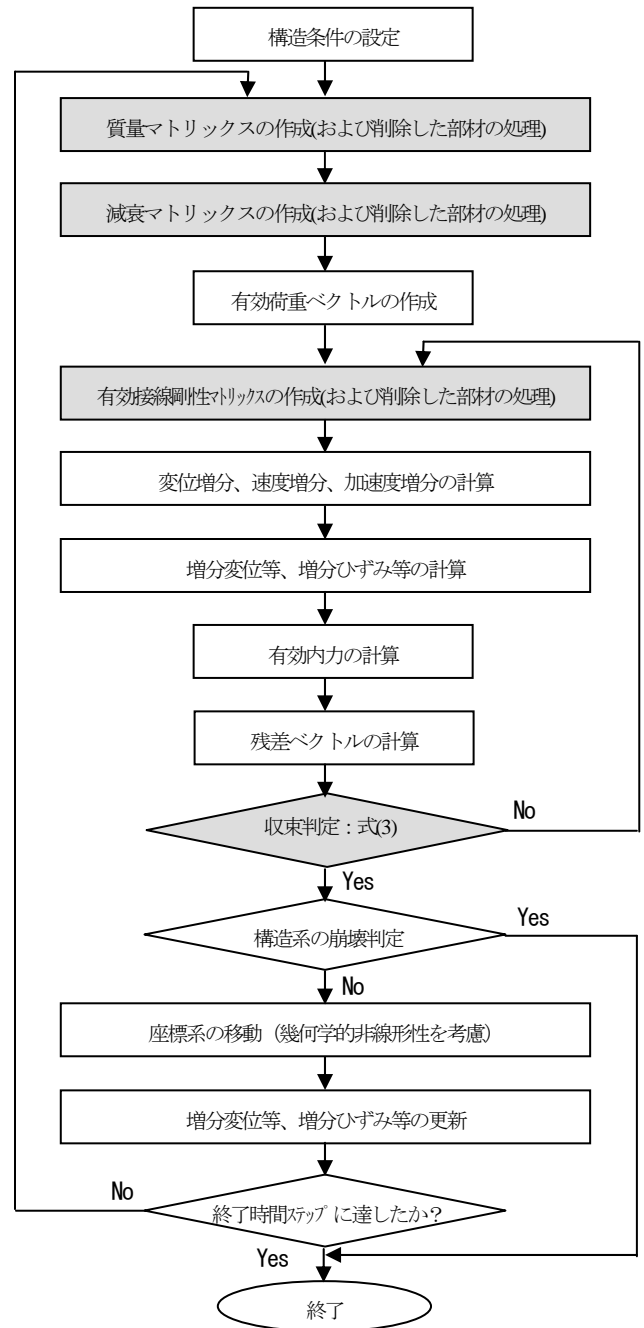 構造条件の設定
質量マトリックスの作成(および削除した部材の処理)
減衰マトリックスの作成(および削除した部材の処理)
有効荷重ベクトルの作成
有効接線剛性マトリックスの作成(および削除した部材の処理)
変位増分、速度増分、加速度増分の計算
増分変位等、増分ひずみ等の計算
有効内力の計算
残差ベクトルの計算
収束判定：式(3)
No
Yes
構造系の崩壊判定
Yes
No
座標系の移動（幾何学的非線形性を考慮）
増分変位等、増分ひずみ等の更新
No
終了時間ステップに達したか？
Yes
終了